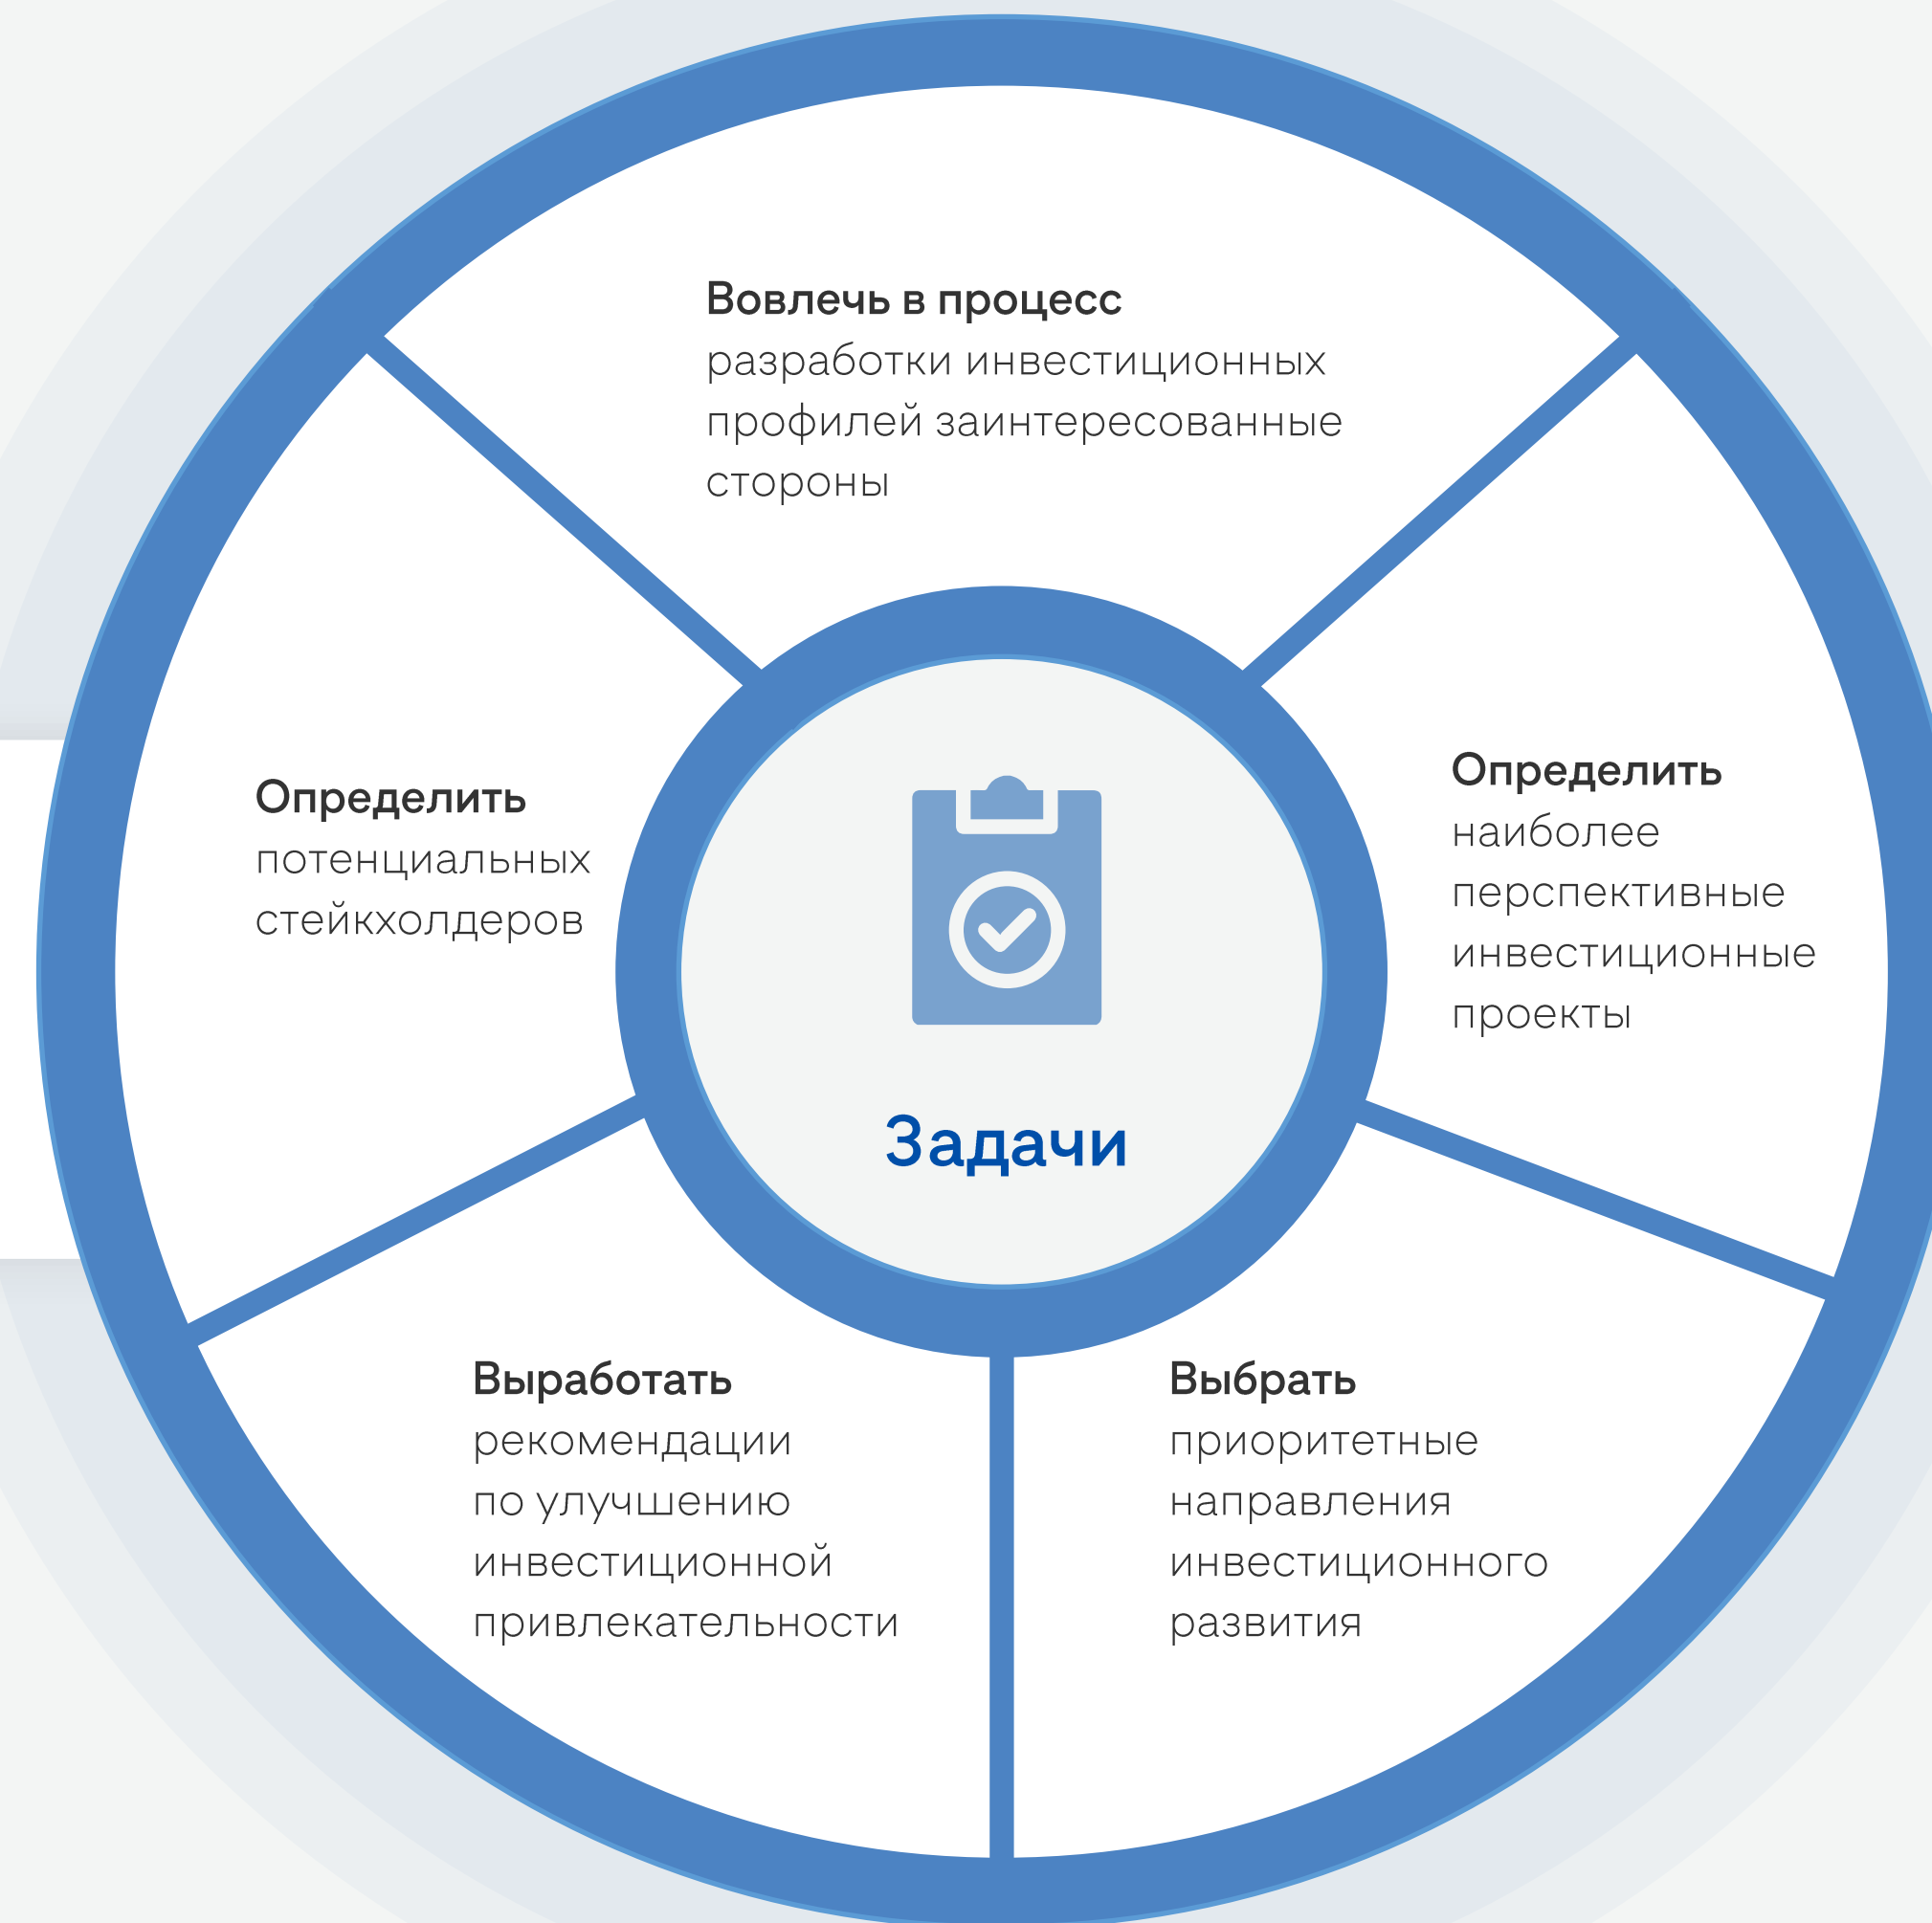 Вовлечь в процесс
разработки инвестиционных
профилей заинтересованные
стороны
Определить
наиболее
перспективные
инвестиционные
проекты
Выбрать
приоритетные
направления
инвестиционного
развития
Выработать
рекомендации
по улучшению
инвестиционной
привлекательности
Определить
потенциальных
стейкхолдеров
Задачи